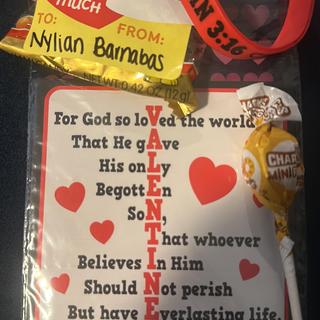 much
TO: FROM:
Nylian Barnabas
NET WT 0.42 OZ (12g)
N 3:16
CHAR
MINI
For God so loVed the world
That He gAve
His onLy
BegottEn
SoN,
That whoever
Believes In Him
Should Not perish
But have Everlasting life.